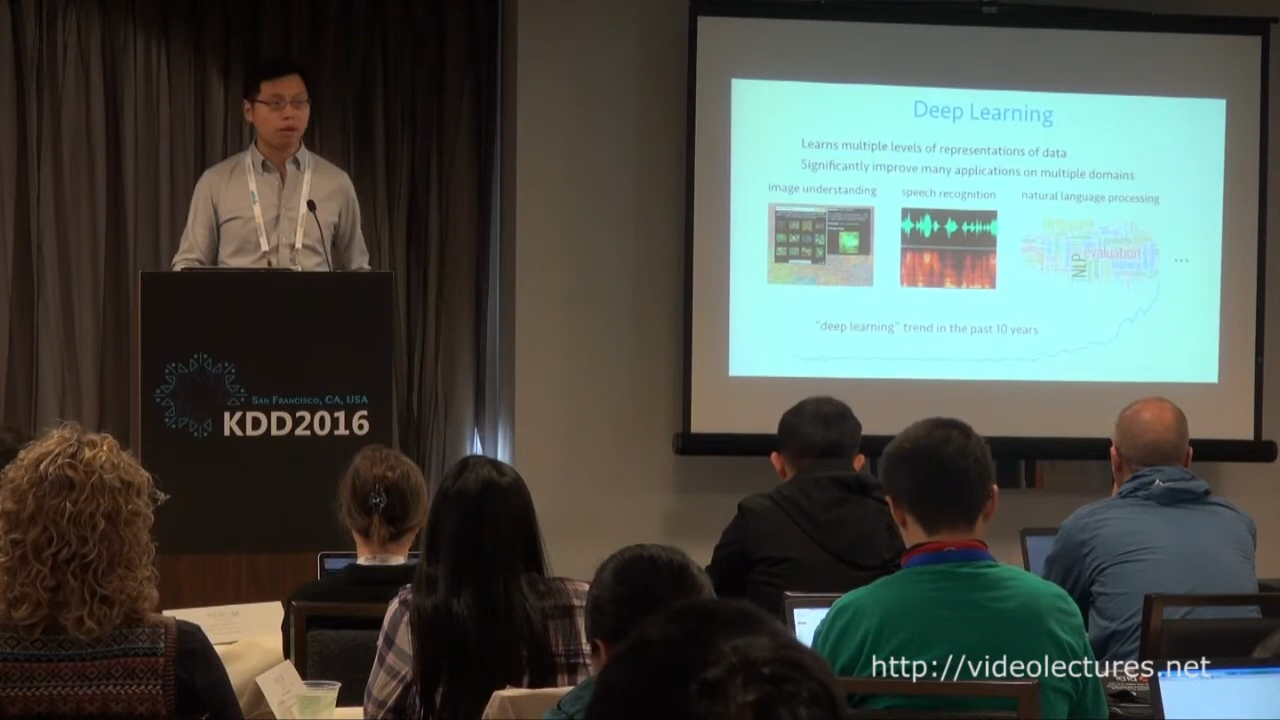 Deep Learning
Learns multiple levels of representations of data
Significantly improve many applications on multiple domains
image understanding
speech recognition
natural language processing
NLP
evaluation
...
"deep learning" trend in the past 10 years
SAN FRANCISCO, CA, USA
KDD2016
http://videolectures.net